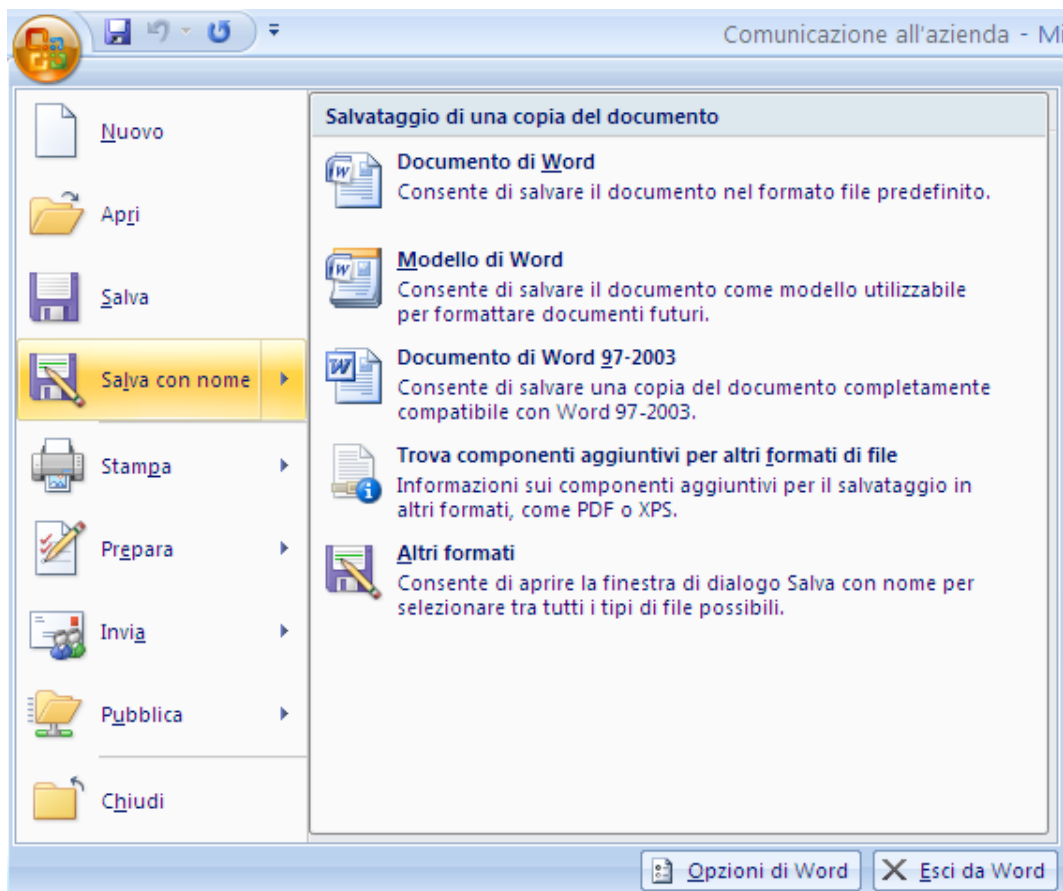 Comunicazione all'azienda - Mi
Nuovo
Apri
Salva
Salva con nome
Stampa
Prepara
Invia
Pubblica
Chiudi
Salvataggio di una copia del documento
Documento di Word
Consente di salvare il documento nel formato file predefinito.
Modello di Word
Consente di salvare il documento come modello utilizzabile
per formattare documenti futuri.
Documento di Word 97-2003
Consente di salvare una copia del documento completamente
compatibile con Word 97-2003.
Trova componenti aggiuntivi per altri formati di file
Informazioni sui componenti aggiuntivi per il salvataggio in
altri formati, come PDF o XPS.
Altri formati
Consente di aprire la finestra di dialogo Salva con nome per
selezionare tra tutti i tipi di file possibili.
Opzioni di Word
Esci da Word